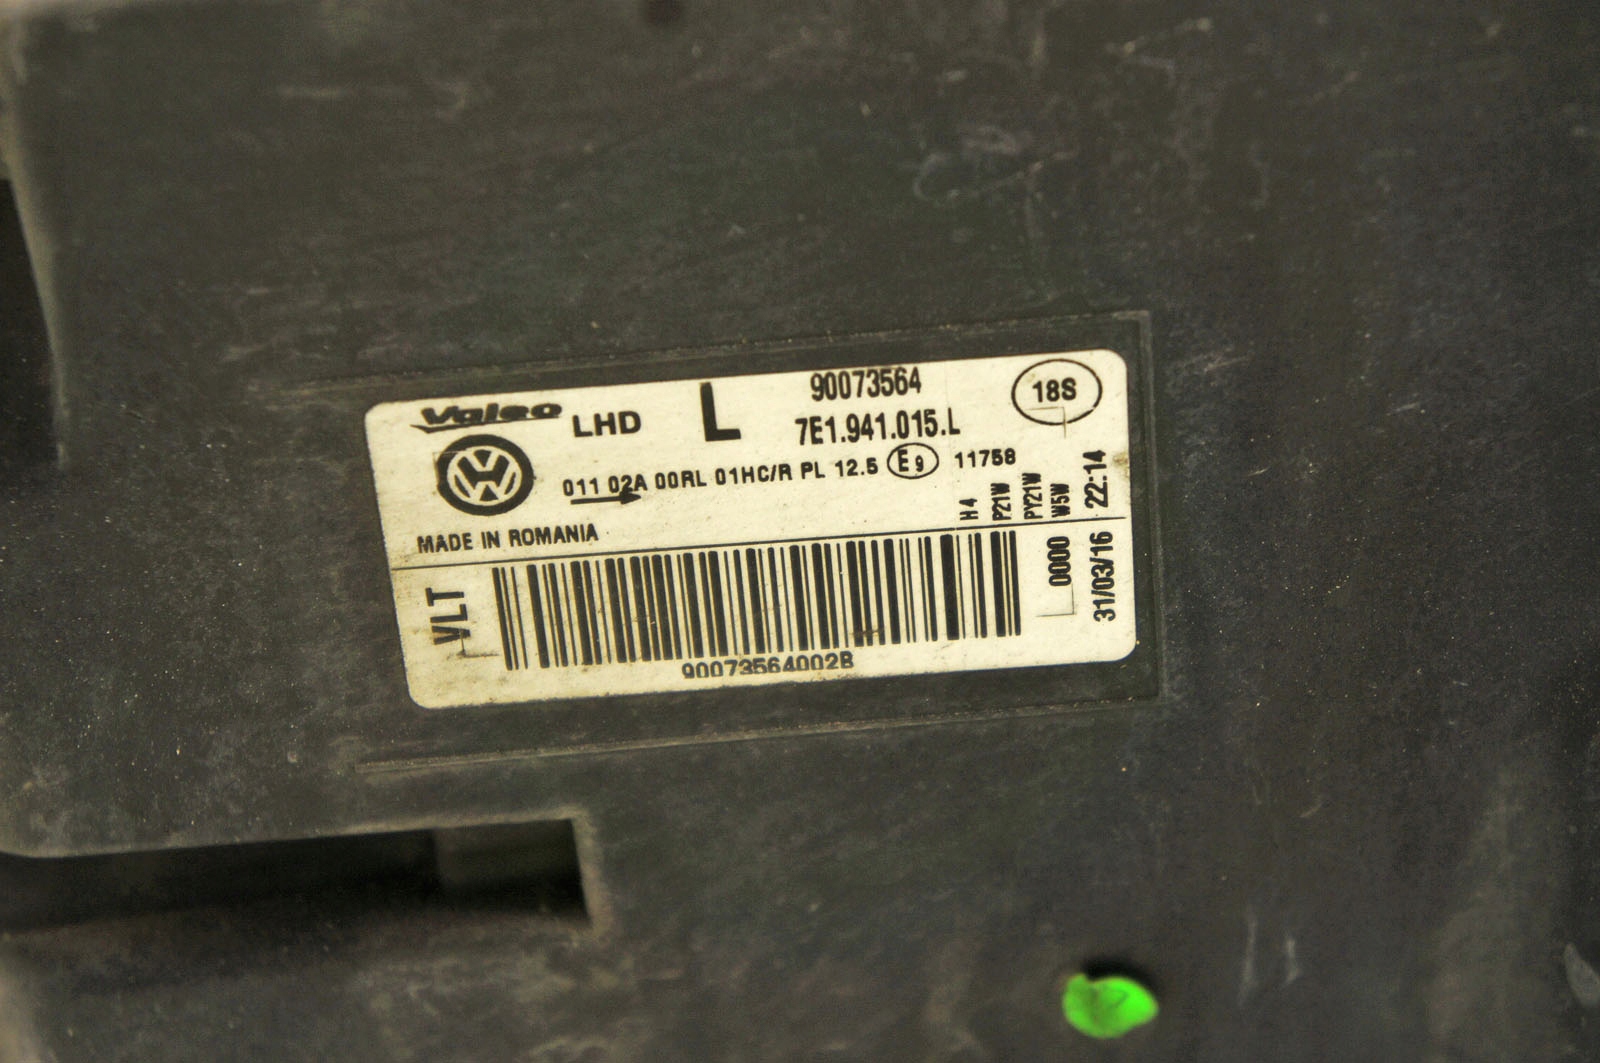 Valeo LHD L 90073564 18S
7E1.941.015.L
011 02A 00RL 01HC/R PL 12.5 E9 11758
MADE IN ROMANIA
H4
P21W
PY21W
W5W
22:14
VLT
0000
31/03/16
90073564002B